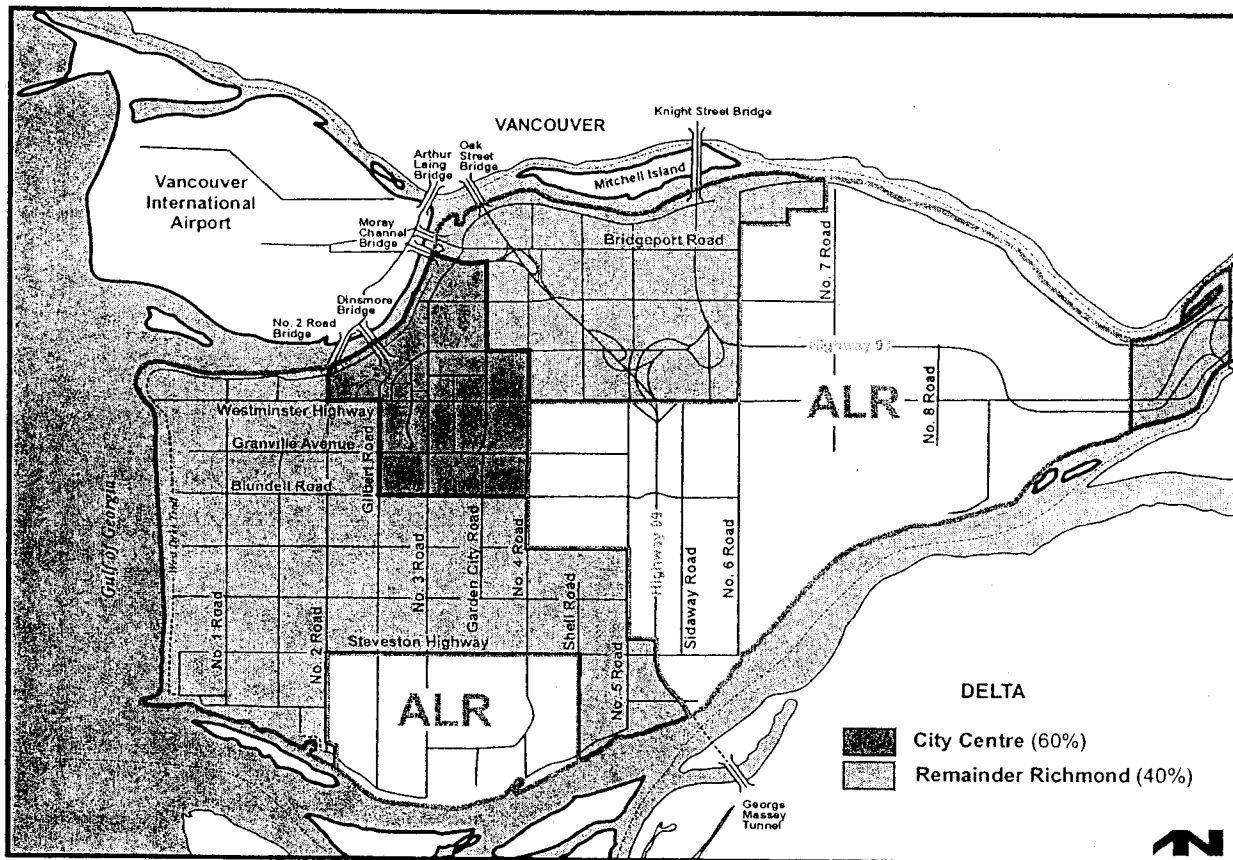 VANCOUVER
Knight Street Bridge
Arthur
Laing
Bridge
Oak
Street
Bridge
Mitchell Island
Vancouver
International
Airport
Moray
Channel
Bridge
Bridgeport Road
No. 7 Road
Dinsmore
Bridge
No. 2 Road
Bridge
Highway 91
ALR
No. 8 Road
Westminster Highway
Granville Avenue
Gilbert Road
Blundell Road
Gulf of Georgia
West Dyke Trail
No. 1 Road
No. 2 Road
No. 3 Road
Garden City Road
No. 4 Road
Shell Road
No. 5 Road
Highway 99
Sidaway Road
No. 6 Road
Steveston Highway
ALR
DELTA
City Centre (60%)
Remainder Richmond (40%)
George
Massey
Tunnel
N